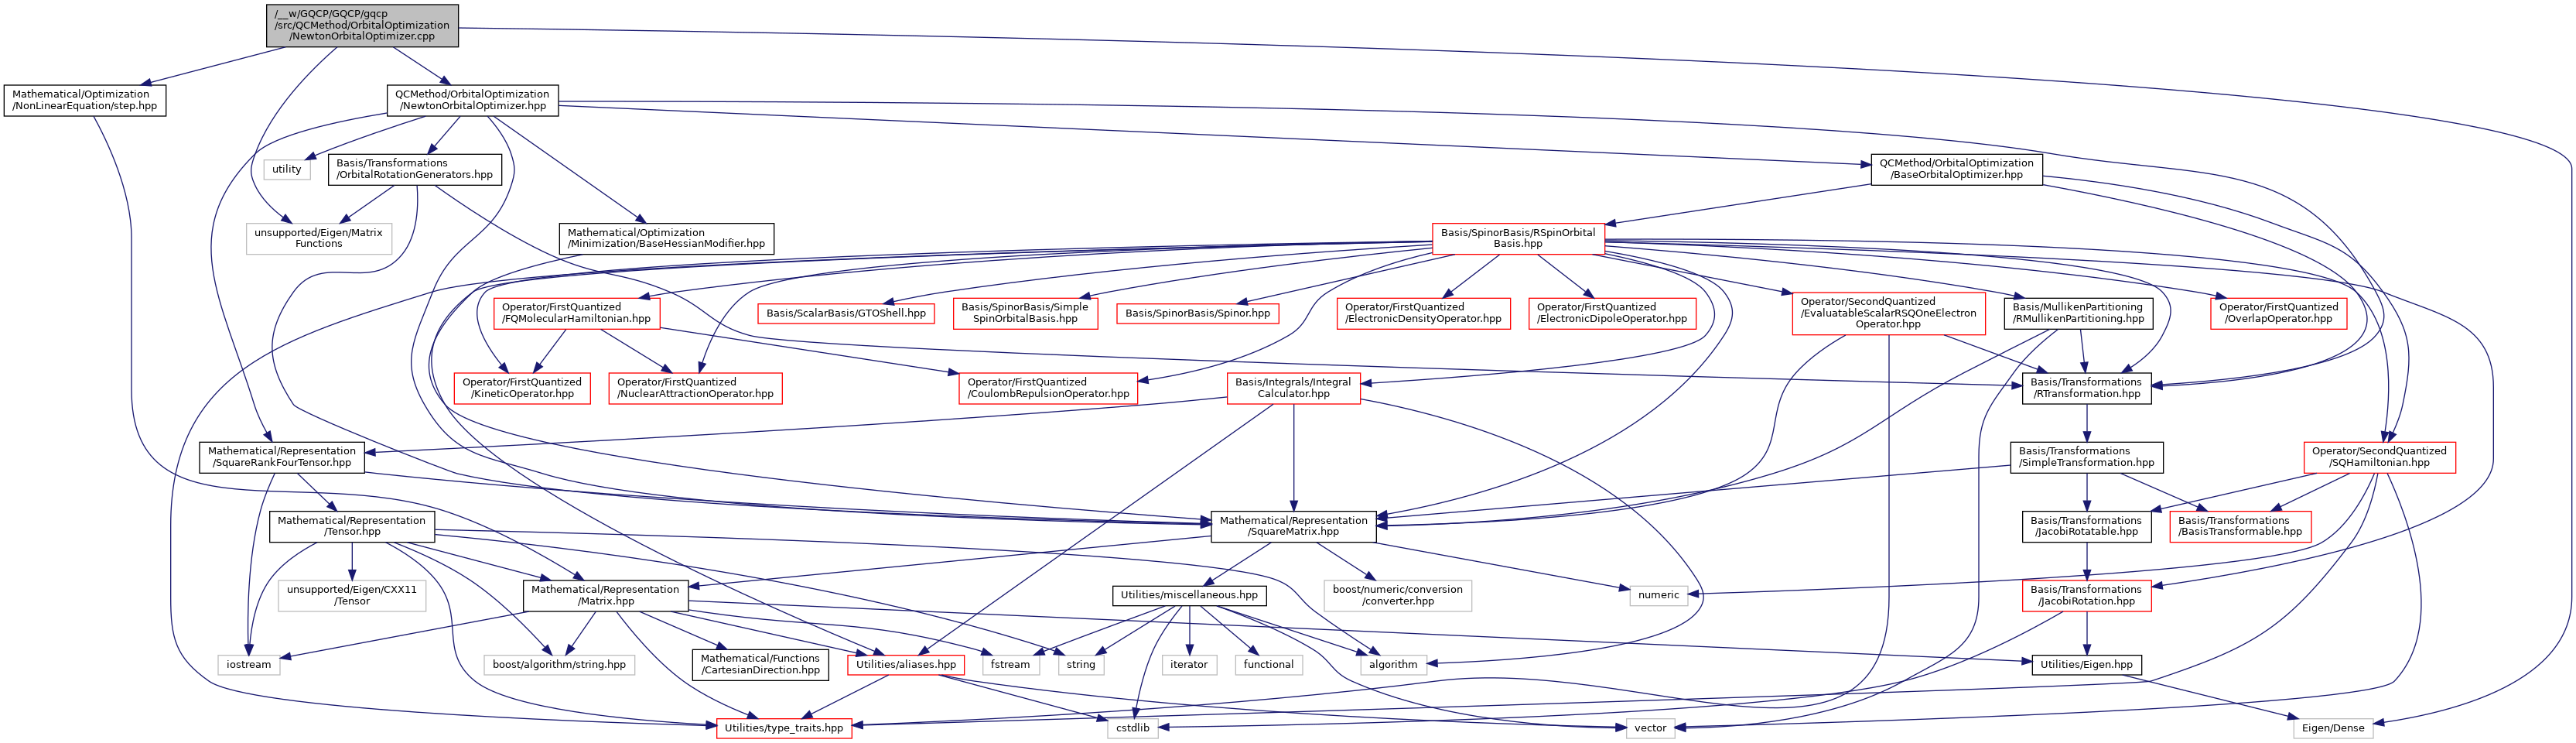 /__w/GQCP/GQCP/gqcp
/src/QCMethod/OrbitalOptimization
/NewtonOrbitalOptimizer.cpp
Mathematical/Optimization
/NonLinearEquation/step.hpp
QCMethod/OrbitalOptimization
/NewtonOrbitalOptimizer.hpp
utility
Basis/Transformations
/OrbitalRotationGenerators.hpp
QCMethod/OrbitalOptimization
/BaseOrbitalOptimizer.hpp
unsupported/Eigen/Matrix
Functions
Mathematical/Optimization
/Minimization/BaseHessianModifier.hpp
Basis/SpinorBasis/RSpinOrbital
Basis.hpp
Operator/FirstQuantized
/FQMolecularHamiltonian.hpp
Basis/ScalarBasis/GTOShell.hpp
Basis/SpinorBasis/Simple
SpinOrbitalBasis.hpp
Basis/SpinorBasis/Spinor.hpp
Operator/FirstQuantized
/ElectronicDensityOperator.hpp
Operator/FirstQuantized
/ElectronicDipoleOperator.hpp
Operator/SecondQuantized
/EvaluatableScalarRSQOneElectron
Operator.hpp
Basis/MullikenPartitioning
/RMullikenPartitioning.hpp
Operator/FirstQuantized
/OverlapOperator.hpp
Operator/FirstQuantized
/KineticOperator.hpp
Operator/FirstQuantized
/NuclearAttractionOperator.hpp
Operator/FirstQuantized
/CoulombRepulsionOperator.hpp
Basis/Integrals/Integral
Calculator.hpp
Basis/Transformations
/RTransformation.hpp
Mathematical/Representation
/SquareRankFourTensor.hpp
Basis/Transformations
/SimpleTransformation.hpp
Operator/SecondQuantized
/SQHamiltonian.hpp
Mathematical/Representation
/Tensor.hpp
Mathematical/Representation
/SquareMatrix.hpp
Basis/Transformations
/JacobiRotatable.hpp
Basis/Transformations
/BasisTransformable.hpp
unsupported/Eigen/CXX11
/Tensor
Mathematical/Representation
/Matrix.hpp
Utilities/miscellaneous.hpp
boost/numeric/conversion
/converter.hpp
numeric
Basis/Transformations
/JacobiRotation.hpp
iostream
boost/algorithm/string.hpp
Mathematical/Functions
/CartesianDirection.hpp
Utilities/aliases.hpp
fstream
string
iterator
functional
algorithm
Utilities/Eigen.hpp
Utilities/type_traits.hpp
cstdlib
vector
Eigen/Dense